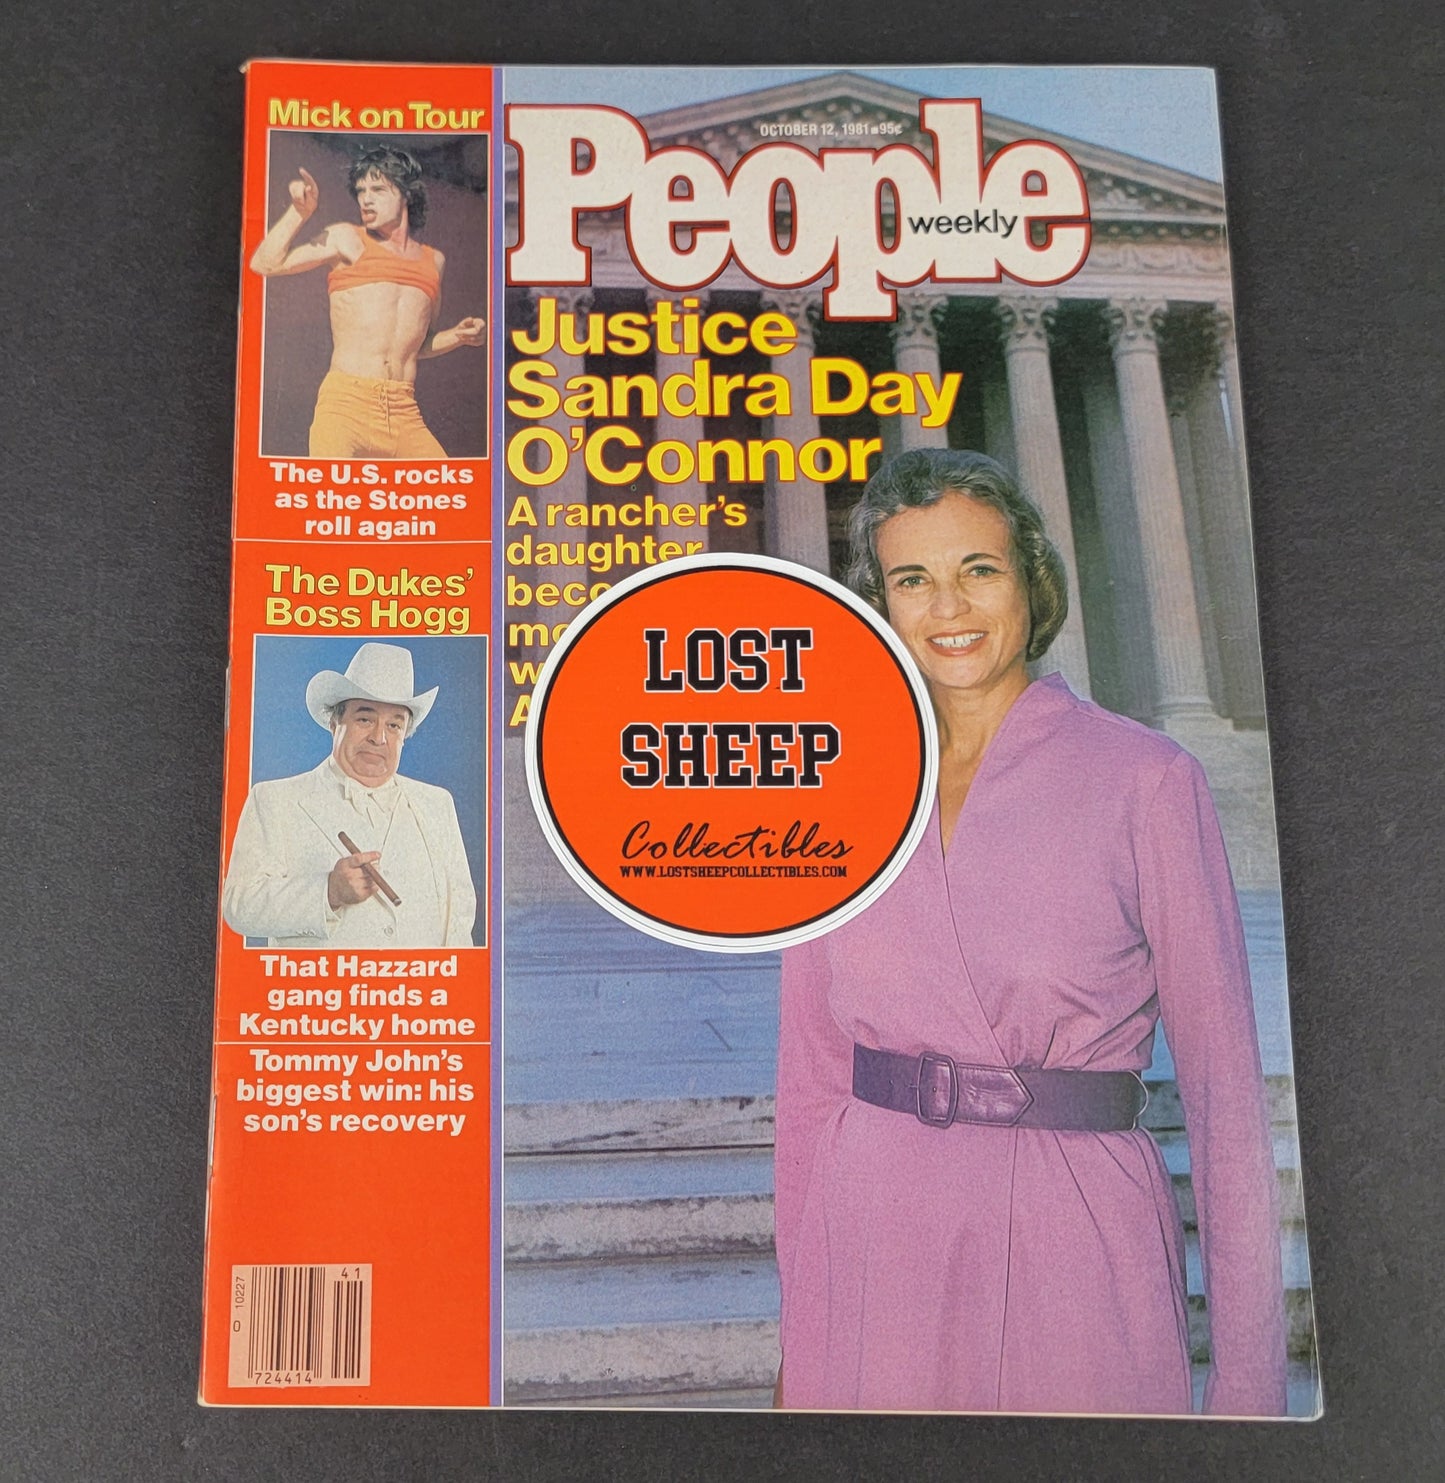 Mick on Tour
The U.S. rocks
as the Stones
roll again
The Dukes'
Boss Hogg
That Hazzard
gang finds a
Kentucky home
Tommy John's
biggest win: his
son's recovery
0 10227
724414
41
OCTOBER 12, 1981 ■ 95¢
People
weekly
Justice
Sandra Day
O'Connor
A rancher's
daughter
LOST
SHEEP
Collectibles
WWW.LOSTSHEEPCOLLECTIBLES.COM